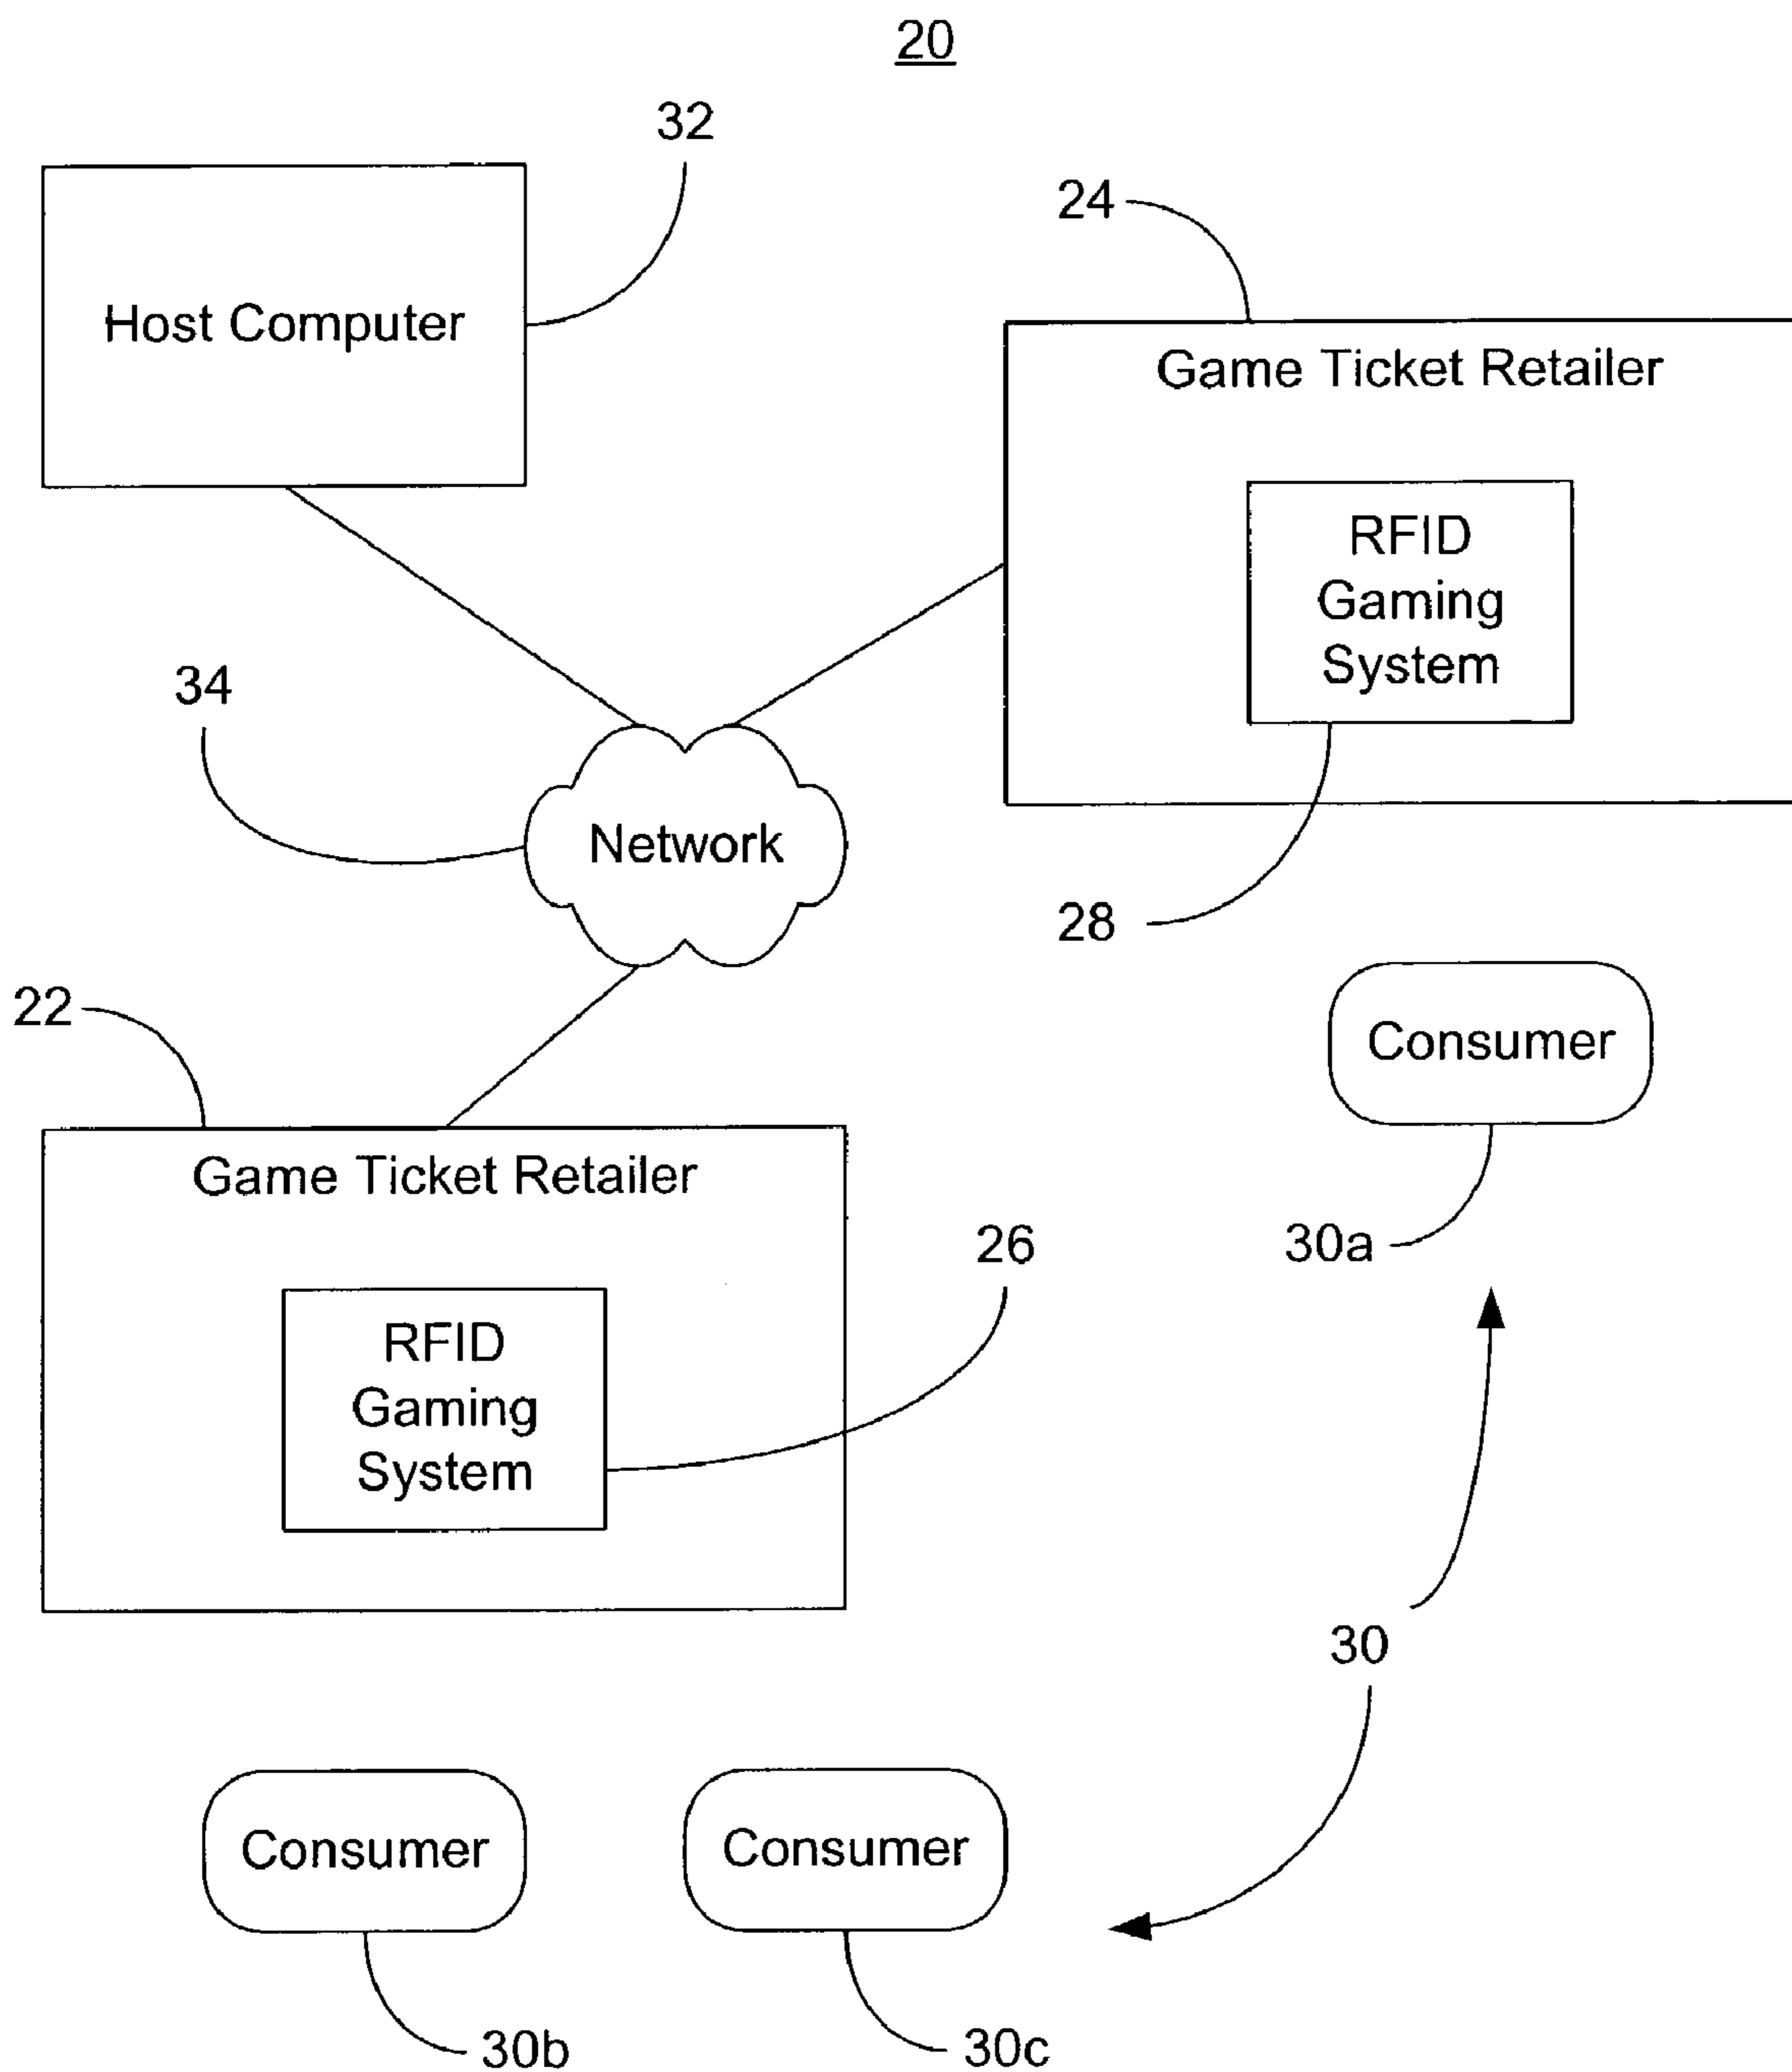 20
32
Host Computer
24
Game Ticket Retailer
RFID
Gaming
System
34
Network
28
22
Consumer
Game Ticket Retailer
26
30a
RFID
Gaming
System
30
Consumer
Consumer
30b
30c